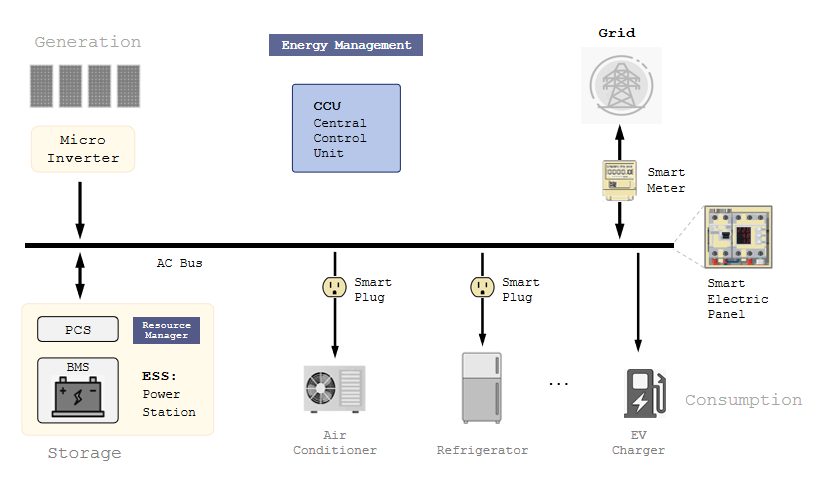 Generation
Energy Management
Grid
CCU
Central
Control
Unit
Micro
Inverter
Smart
Meter
AC Bus
Smart
Plug
Smart
Plug
Smart
Electric
Panel
PCS
Resource
Manager
BMS
ESS:
Power
Station
...
Consumption
Air
Conditioner
Refrigerator
EV
Charger
Storage